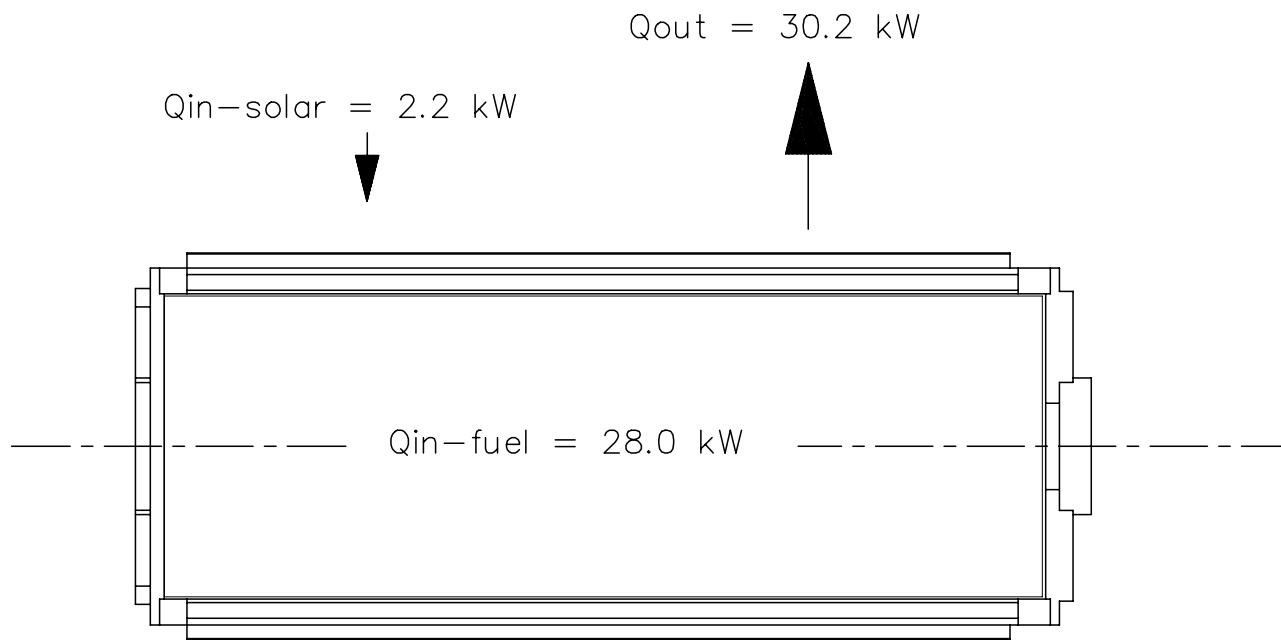 Qout = 30.2 kW
Qin-solar = 2.2 kW
Qin-fuel = 28.0 kW